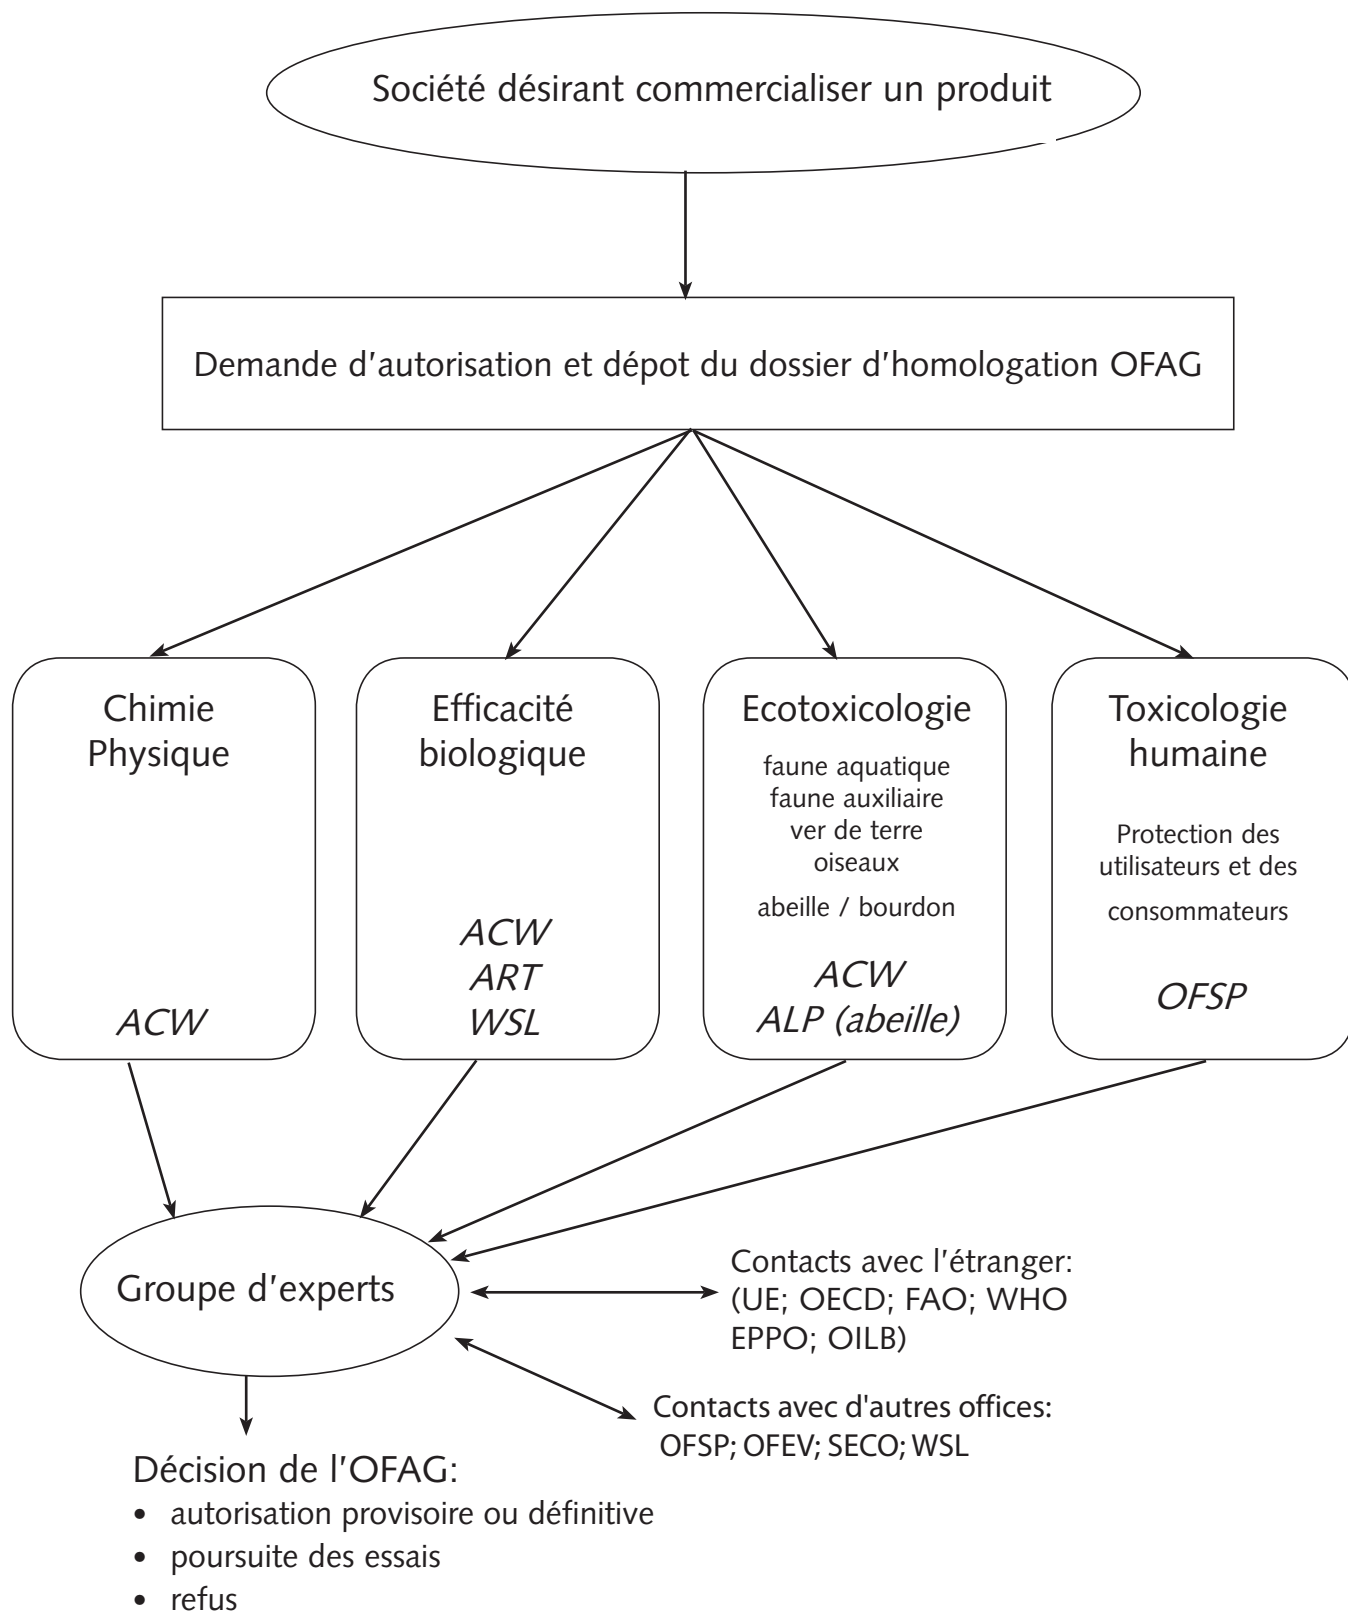 Société désirant commercialiser un produit
Demande d'autorisation et dépot du dossier d'homologation OFAG
Chimie
Physique
ACW
Efficacité
biologique
ACW
ART
WSL
Ecotoxicologie
faune aquatique
faune auxiliaire
ver de terre
oiseaux
abeille / bourdon
ACW
ALP (abeille)
Toxicologie
humaine
Protection des
utilisateurs et des
consommateurs
OFSP
Groupe d'experts
Contacts avec l'étranger:
(UE; OECD; FAO; WHO
EPPO; OILB)
Contacts avec d'autres offices:
OFSP; OFEV; SECO; WSL
Décision de l'OFAG:
• autorisation provisoire ou définitive
• poursuite des essais
• refus